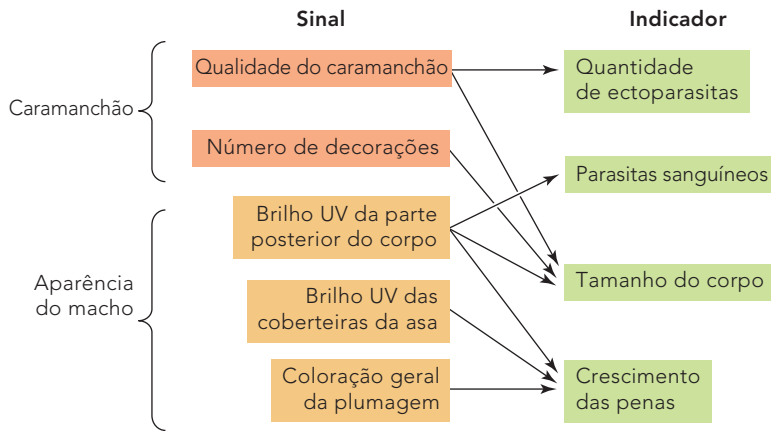 Sinal
Indicador
Caramanchão
Qualidade do caramanchão
Quantidade
de ectoparasitas
Número de decorações
Parasitas sanguíneos
Aparência
do macho
Brilho UV da parte
posterior do corpo
Tamanho do corpo
Brilho UV das
coberteiras da asa
Coloração geral
da plumagem
Crescimento
das penas